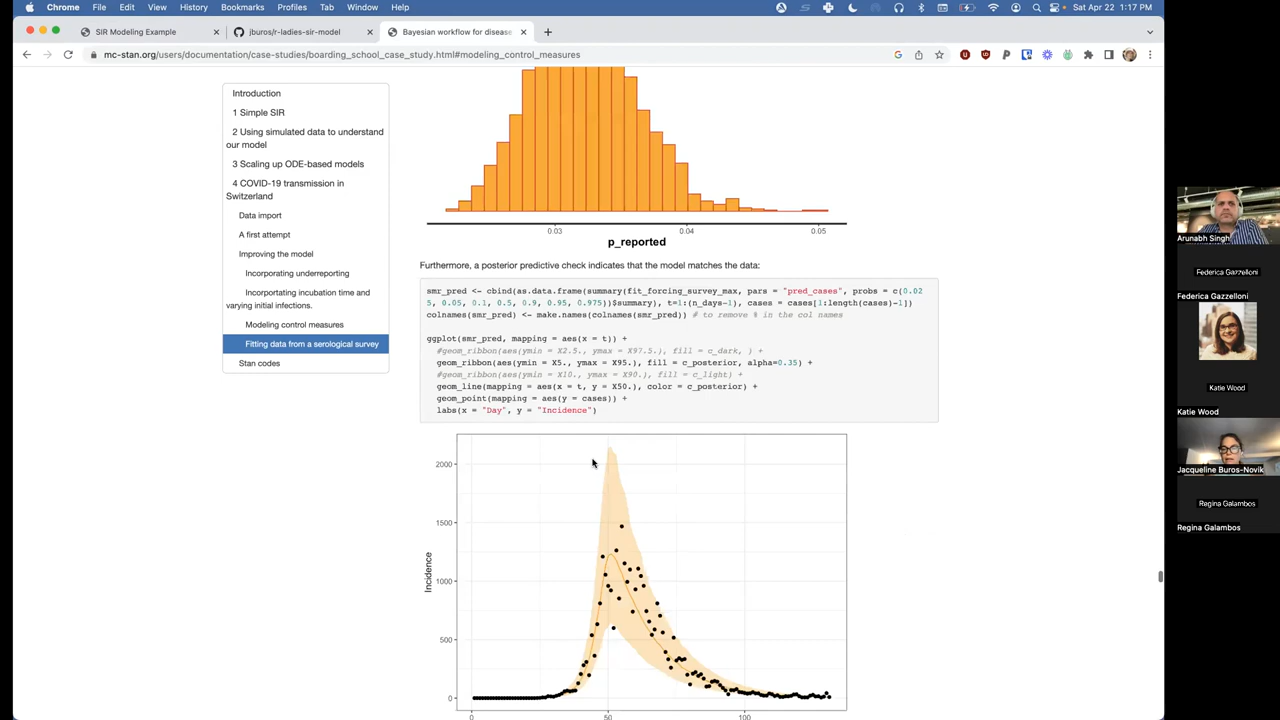 Chrome File Edit View History Bookmarks Profiles Tab Window Help
Sat Apr 22 1:17 PM
SIR Modeling Example
jburos/r-ladies-sir-model
Bayesian workflow for disease
mc-stan.org/users/documentation/case-studies/boarding_school_case_study.html#modeling_control_measures
Introduction
1 Simple SIR
2 Using simulated data to understand
our model
3 Scaling up ODE-based models
4 COVID-19 transmission in
Switzerland
Data import
A first attempt
Improving the model
Incorporating underreporting
Incorportating incubation time and
varying initial infections.
Modeling control measures
Fitting data from a serological survey
Stan codes
0.03 0.04 0.05
p_reported
Furthermore, a posterior predictive check indicates that the model matches the data:
smr_pred <- cbind(as.data.frame(summary(fit_forcing_survey_max, pars = "pred_cases", probs = c(0.02
5, 0.05, 0.1, 0.5, 0.9, 0.95, 0.975))$summary), t=1:(n_days-1), cases = cases[1:length(cases)-1])
colnames(smr_pred) <- make.names(colnames(smr_pred)) # to remove % in the col names
ggplot(smr_pred, mapping = aes(x = t)) +
#geom_ribbon(aes(ymin = X2.5., ymax = X97.5.), fill = c_dark, ) +
geom_ribbon(aes(ymin = X5., ymax = X95.), fill = c_posterior, alpha=0.35) +
#geom_ribbon(aes(ymin = X10., ymax = X90.), fill = c_light) +
geom_line(mapping = aes(x = t, y = X50.), color = c_posterior) +
geom_point(mapping = aes(y = cases)) +
labs(x = "Day", y = "Incidence")
2000
1500
1000
500
0
Incidence
0 50 100
Arunabh Singh
Federica Gazzelloni
Federica Gazzelloni
Katie Wood
Katie Wood
Jacqueline Buros-Novik
Regina Galambos
Regina Galambos